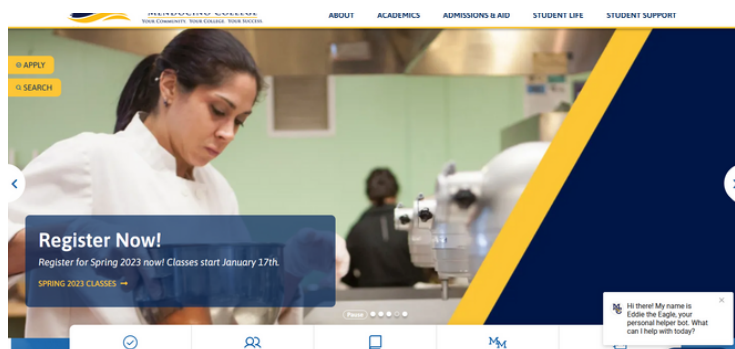 MENDOCINO COLLEGE
YOUR COMMUNITY. YOUR COLLEGE. YOUR SUCCESS.
ABOUT ACADEMICS ADMISSIONS & AID STUDENT LIFE STUDENT SUPPORT
APPLY
SEARCH
Register Now!
Register for Spring 2023 now! Classes start January 17th.
SPRING 2023 CLASSES →
Pause
Hi there! My name is
Eddie the Eagle, your
personal helper bot. What
can I help with today?